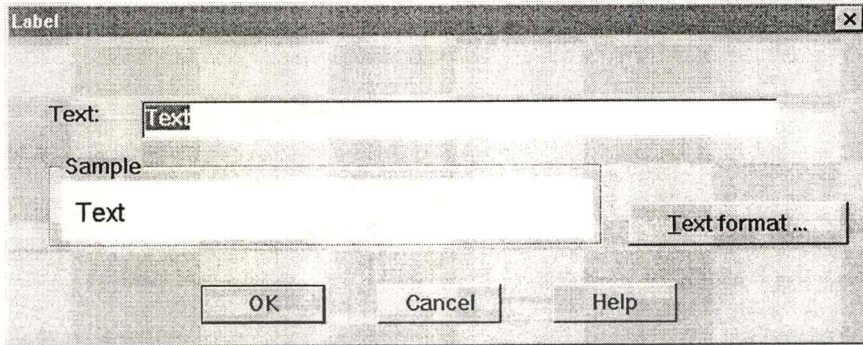 Label
Text: Text
Sample
Text
Text format ...
OK Cancel Help